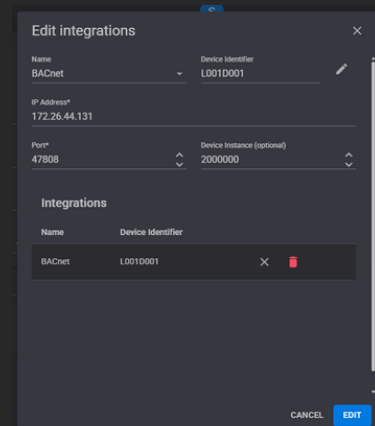 Edit integrations
Name
BACnet
Device Identifier
L001D001
IP Address*
172.26.44.131
Port*
47808
Device Instance (optional)
2000000
Integrations
Name Device Identifier
BACnet L001D001
CANCEL EDIT